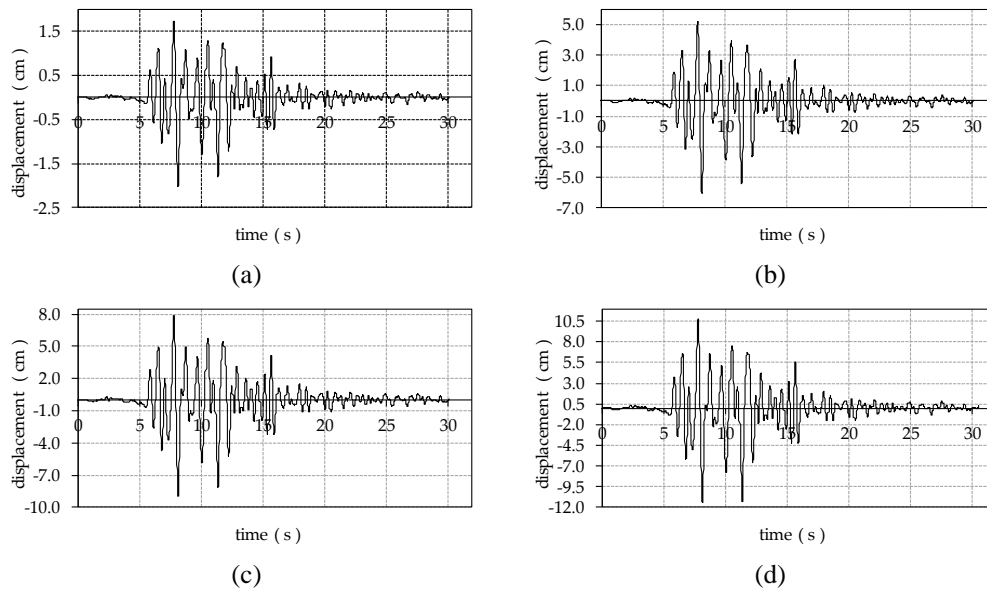 displacement ( cm )
1.5
0.5
-0.5
-1.5
-2.5
0 5 10 15 20 25 30
time ( s )
(a)
displacement ( cm )
5.0
3.0
1.0
-1.0
-3.0
-5.0
-7.0
0 5 10 15 20 25 30
time ( s )
(b)
displacement ( cm )
8.0
5.0
2.0
-1.0
-4.0
-7.0
-10.0
0 5 10 15 20 25 30
time ( s )
(c)
displacement ( cm )
10.5
8.0
5.5
3.0
0.5
-2.0
-4.5
-7.0
-9.5
-12.0
0 5 10 15 20 25 30
time ( s )
(d)